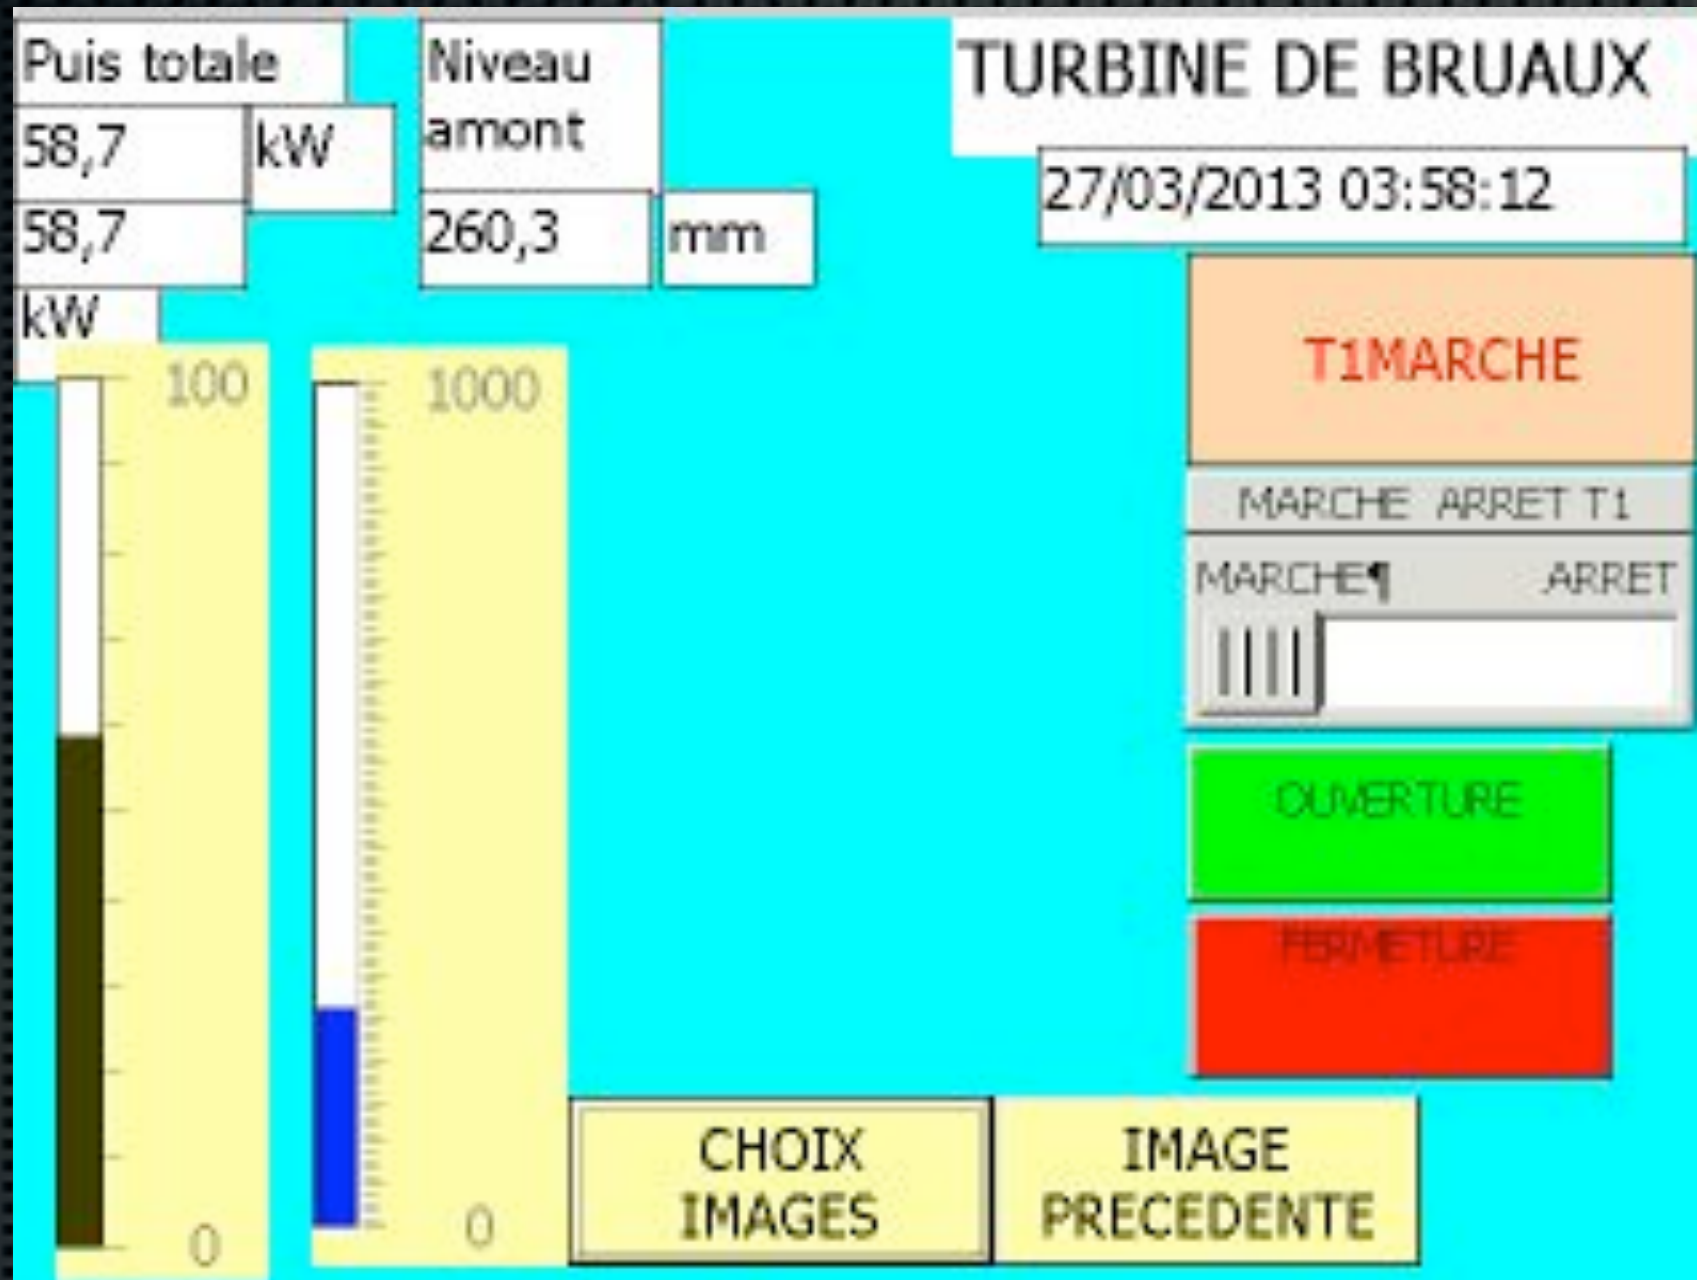 Puis totale
58,7 kW
58,7
kW
100
0
Niveau
amont
260,3 mm
1000
0
TURBINE DE BRUAUX
27/03/2013 03:58:12
T1MARCHE
MARCHE ARRET T1
MARCHE¶ ARRET
OUVERTURE
FERMETURE
CHOIX
IMAGES
IMAGE
PRECEDENTE